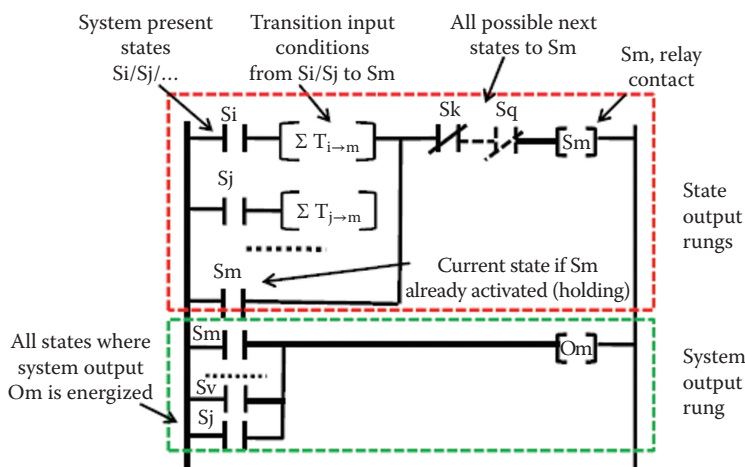 System present
states
Si/Sj/...
Transition input
conditions
from Si/Sj to Sm
All possible next
states to Sm
Sm, relay
contact
Si
Σ Ti→m
Sk
Sq
Sm
Sj
Σ Tj→m
State
output
rungs
Sm
Current state if Sm
already activated (holding)
All states where
system output
Om is energized
Sm
Om
System
output
rung
Sv
Sj